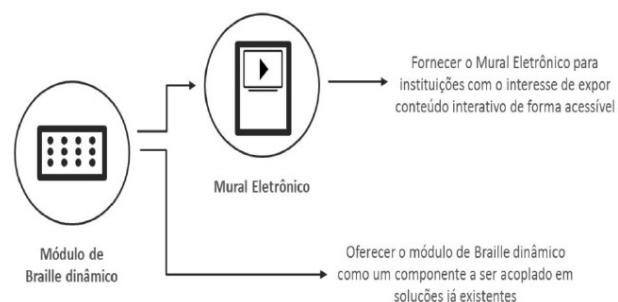 Fornecer o Mural Eletrônico para
instituições com o interesse de expor
conteúdo interativo de forma acessível
Mural Eletrônico
Módulo de
Braille dinâmico
Oferecer o módulo de Braille dinâmico
como um componente a ser acoplado em
soluções já existentes